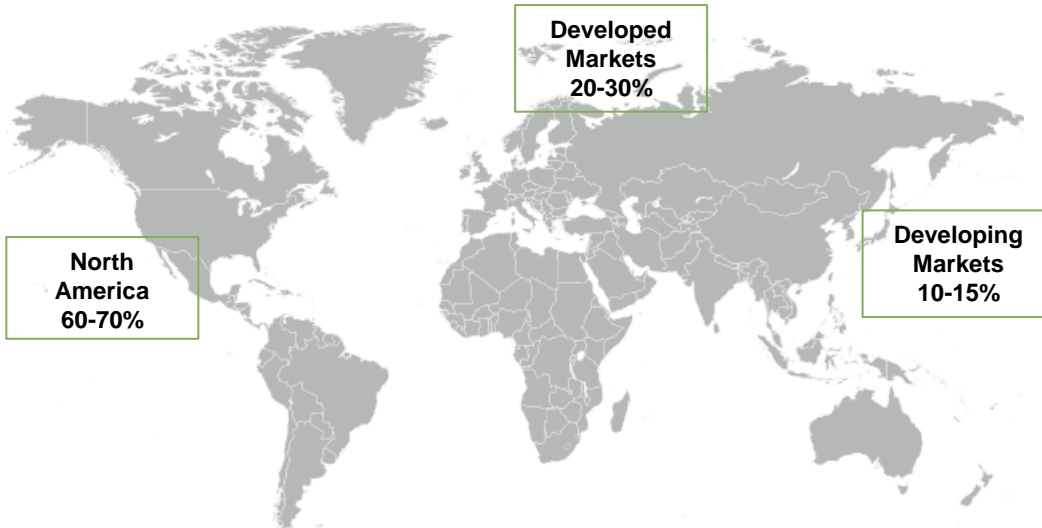 Developed
Markets
20-30%
North
America
60-70%
Developing
Markets
10-15%